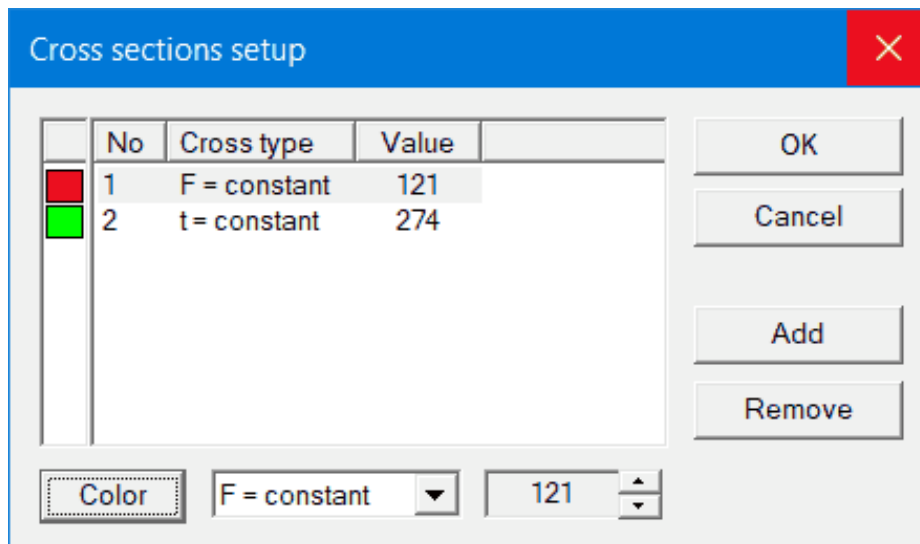 Cross sections setup
No Cross type Value
1 F = constant 121
2 t = constant 274
OK
Cancel
Add
Remove
Color F = constant 121